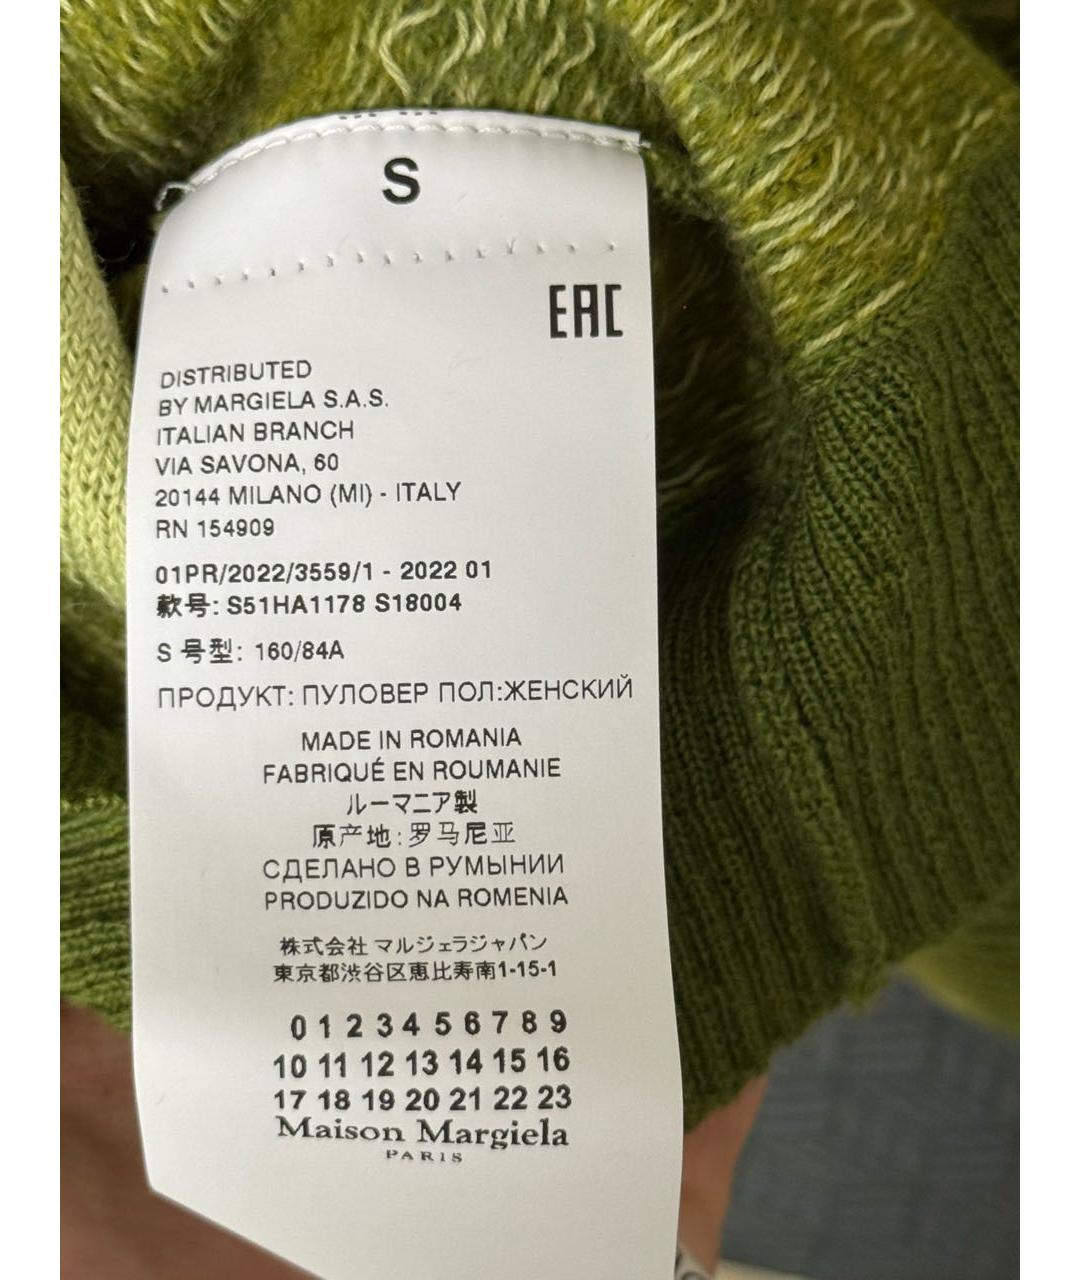 S
EAC
DISTRIBUTED
BY MARGIELA S.A.S.
ITALIAN BRANCH
VIA SAVONA, 60
20144 MILANO (MI) - ITALY
RN 154909
01PR/2022/3559/1 - 2022 01
款号: S51HA1178 S18004
S 号型: 160/84A
ПРОДУКТ: ПУЛОВЕР ПОЛ:ЖЕНСКИЙ
MADE IN ROMANIA
FABRIQUÉ EN ROUMANIE
ルーマニア製
原产地:罗马尼亚
СДЕЛАНО В РУМЫНИИ
PRODUZIDO NA ROMENIA
株式会社 マルジェラジャパン
東京都渋谷区恵比寿南1-15-1
0 1 2 3 4 5 6 7 8 9
10 11 12 13 14 15 16
17 18 19 20 21 22 23
Maison Margiela
PARIS